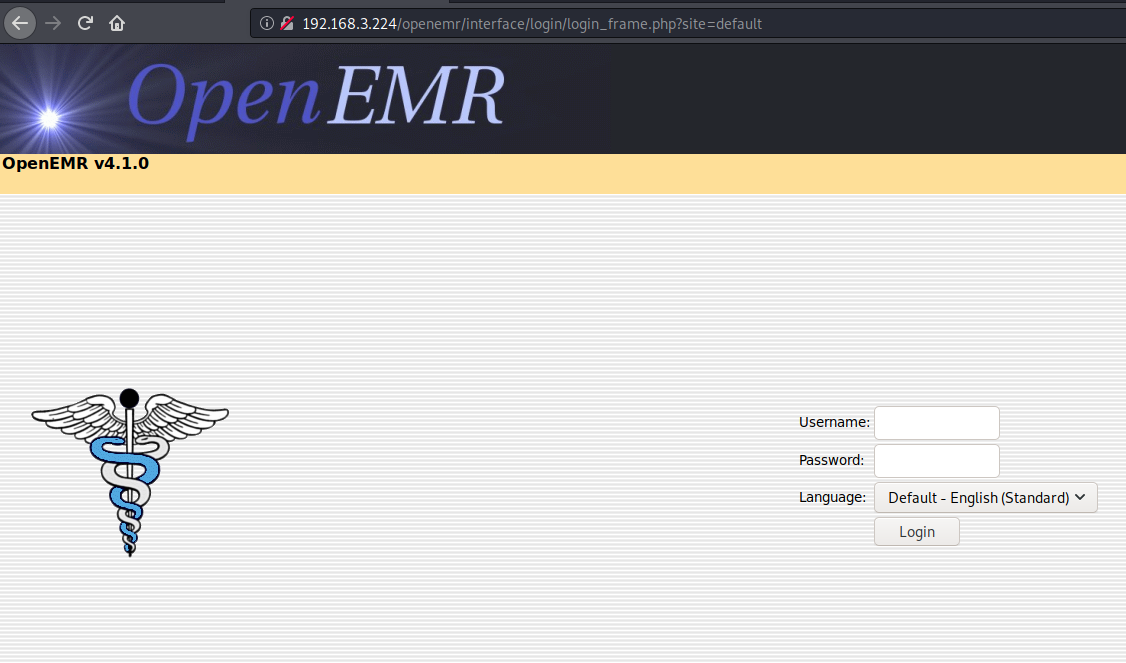 192.168.3.224/openemr/interface/login/login_frame.php?site=default
OpenEMR
OpenEMR v4.1.0
Username:
Password:
Language: Default - English (Standard)
Login